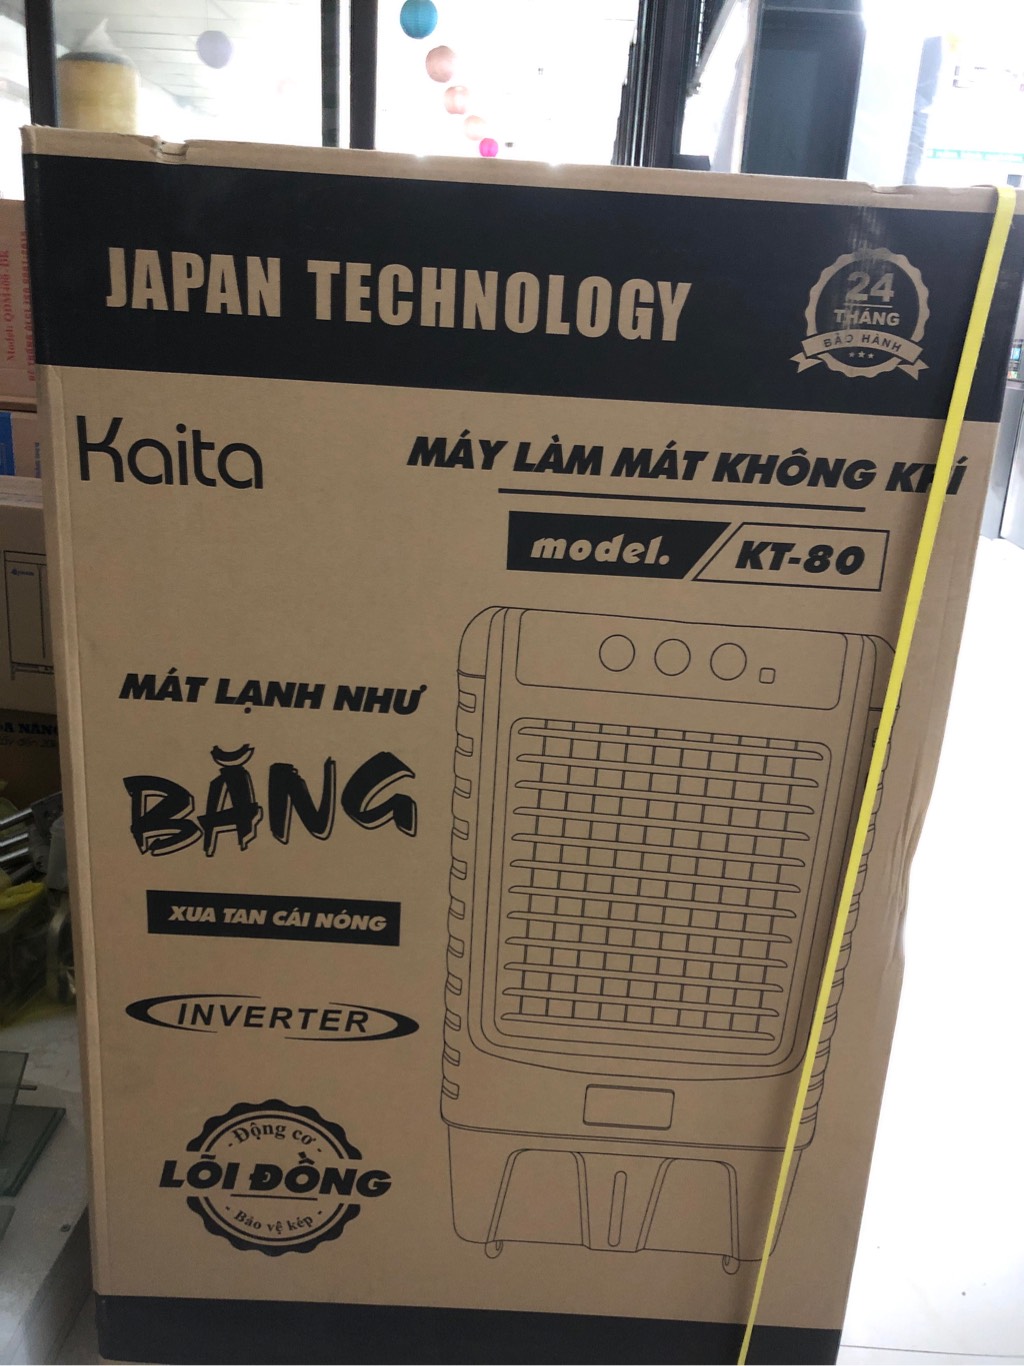 JAPAN TECHNOLOGY
24
THÁNG
BẢO HÀNH
Kaita
MÁY LÀM MÁT KHÔNG KHÍ
model. KT-80
MÁT LẠNH NHƯ
BĂNG
XUA TAN CÁI NÓNG
INVERTER
Động cơ
LÕI ĐỒNG
- Bảo vệ kép -